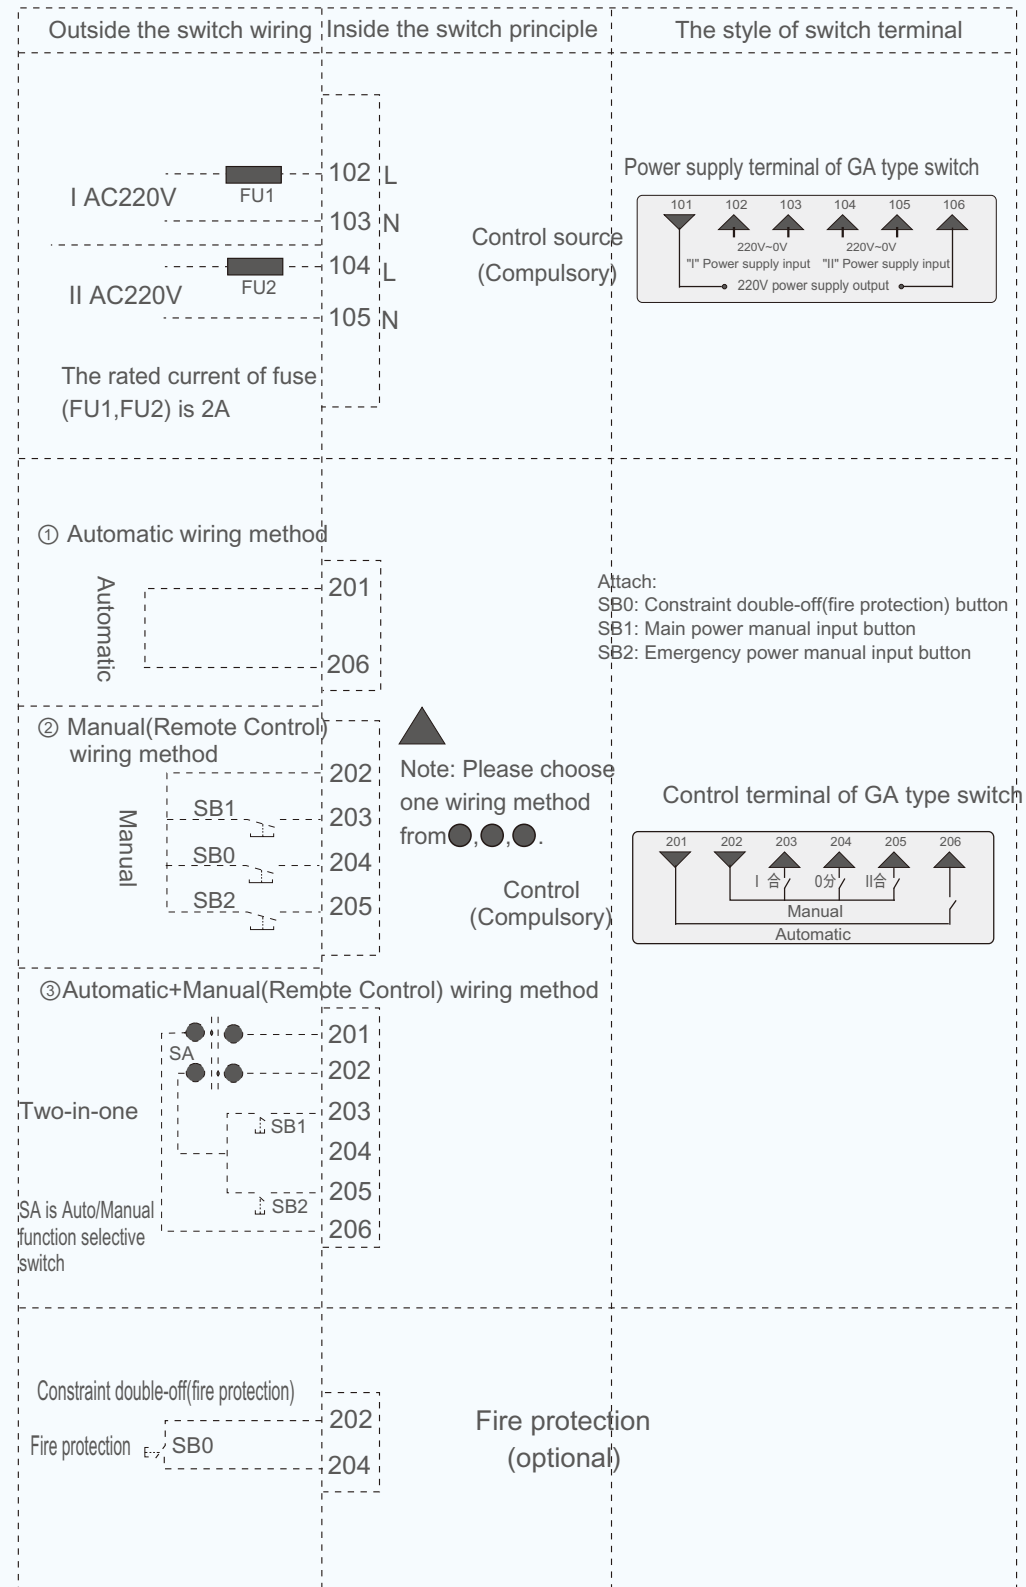 Outside the switch wiring
Inside the switch principle
The style of switch terminal
I AC220V
FU1
102 L
103 N
II AC220V
FU2
104 L
105 N
The rated current of fuse
(FU1,FU2) is 2A
Control source
(Compulsory)
Power supply terminal of GA type switch
101 102 103 104 105 106
220V~0V 220V~0V
"I" Power supply input "II" Power supply input
220V power supply output
① Automatic wiring method
Automatic
201
206
Attach:
SB0: Constraint double-off(fire protection) button
SB1: Main power manual input button
SB2: Emergency power manual input button
② Manual(Remote Control)
wiring method
Manual
202
SB1 203
SB0 204
SB2 205
Note: Please choose
one wiring method
from●,●,●.
Control
(Compulsory)
Control terminal of GA type switch
201 202 203 204 205 206
I 合 0分 II合
Manual
Automatic
③Automatic+Manual(Remote Control) wiring method
201
SA
202
Two-in-one
203
SB1
204
205
SB2
206
SA is Auto/Manual
function selective
switch
Constraint double-off(fire protection)
202
Fire protection SB0
204
Fire protection
(optional)